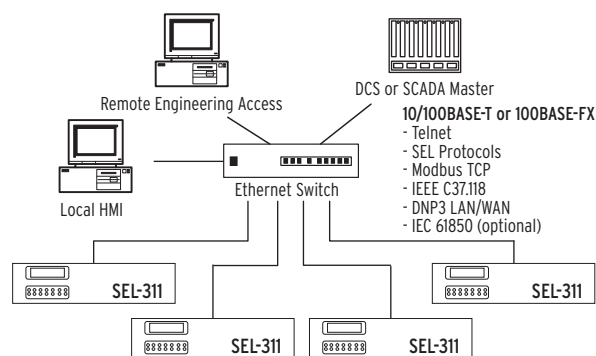 Remote Engineering Access
DCS or SCADA Master
10/100BASE-T or 100BASE-FX
- Telnet
- SEL Protocols
- Modbus TCP
- IEEE C37.118
- DNP3 LAN/WAN
- IEC 61850 (optional)
Local HMI
Ethernet Switch
SEL-311
SEL-311
SEL-311
SEL-311